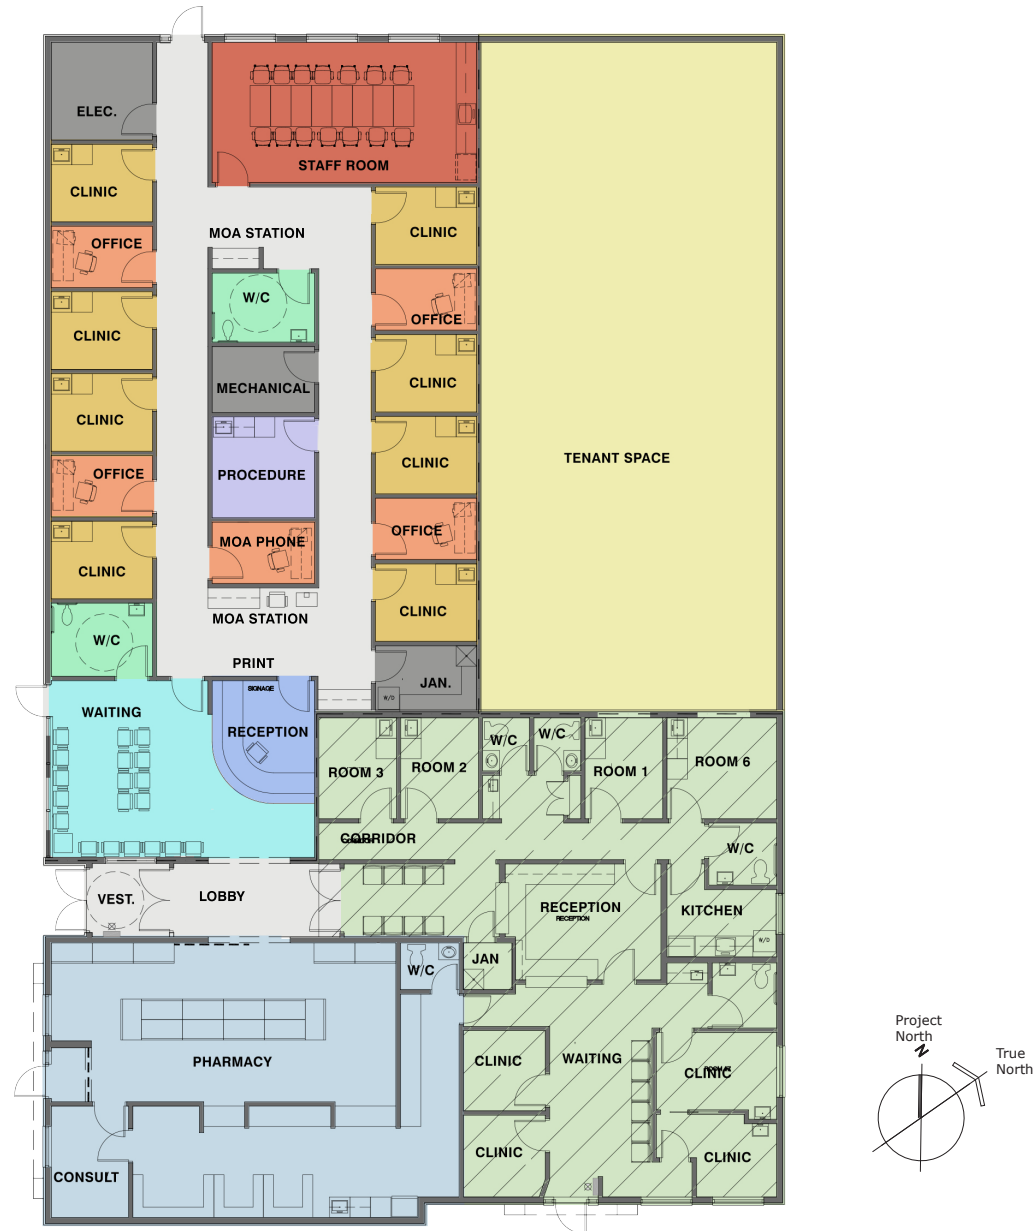 ELEC.
STAFF ROOM
CLINIC
MOA STATION
CLINIC
OFFICE
W/C
OFFICE
CLINIC
MECHANICAL
CLINIC
CLINIC
CLINIC
TENANT SPACE
OFFICE
PROCEDURE
OFFICE
MOA PHONE
CLINIC
CLINIC
MOA STATION
W/C
PRINT
JAN.
SIGNAGE
W/D
WAITING
RECEPTION
W/C
W/C
ROOM 3
ROOM 2
ROOM 1
ROOM 6
CORRIDOR
W/C
VEST.
LOBBY
RECEPTION
RECEPTION
KITCHEN
W/D
JAN
W/C
PHARMACY
CLINIC
WAITING
CLINIC
CONSULT
CLINIC
CLINIC
Project
North
N
True
North